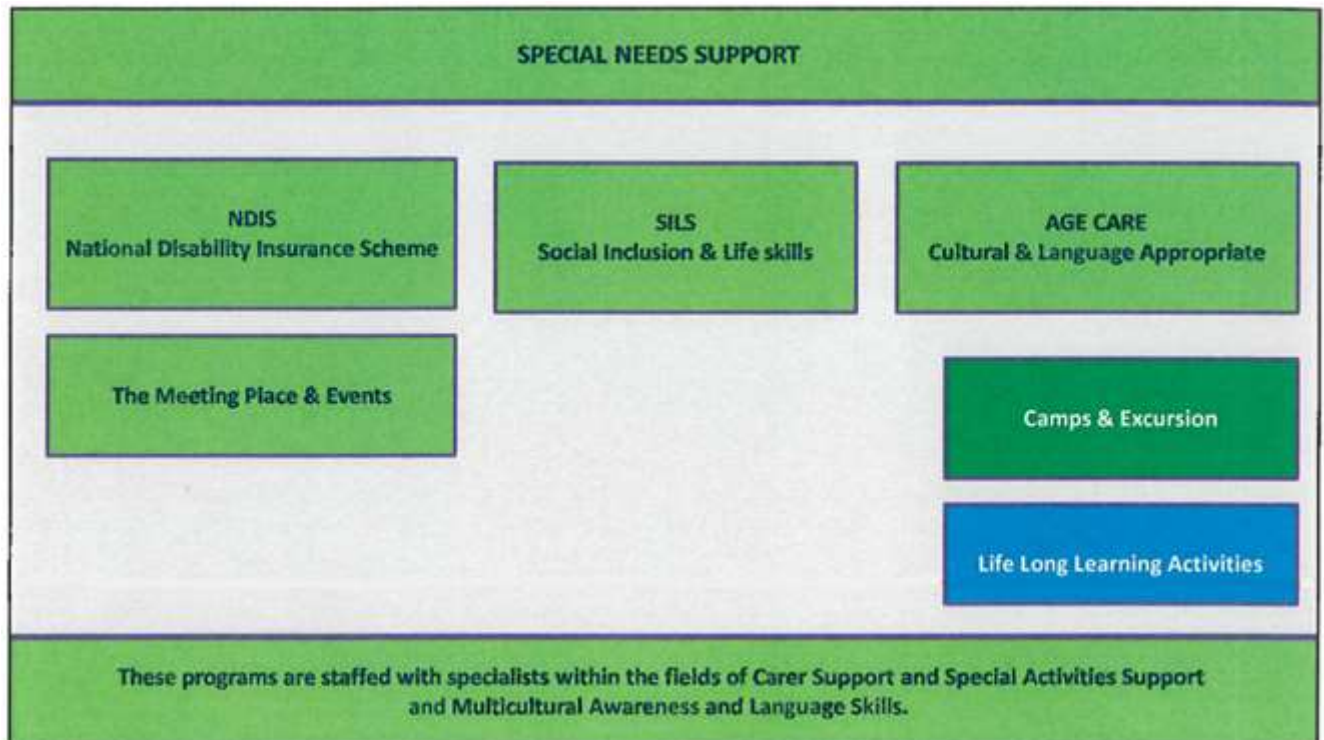 SPECIAL NEEDS SUPPORT
NDIS
National Disability Insurance Scheme
SILS
Social Inclusion & Life skills
AGE CARE
Cultural & Language Appropriate
The Meeting Place & Events
Camps & Excursion
Life Long Learning Activities
These programs are staffed with specialists within the fields of Carer Support and Special Activities Support
and Multicultural Awareness and Language Skills.